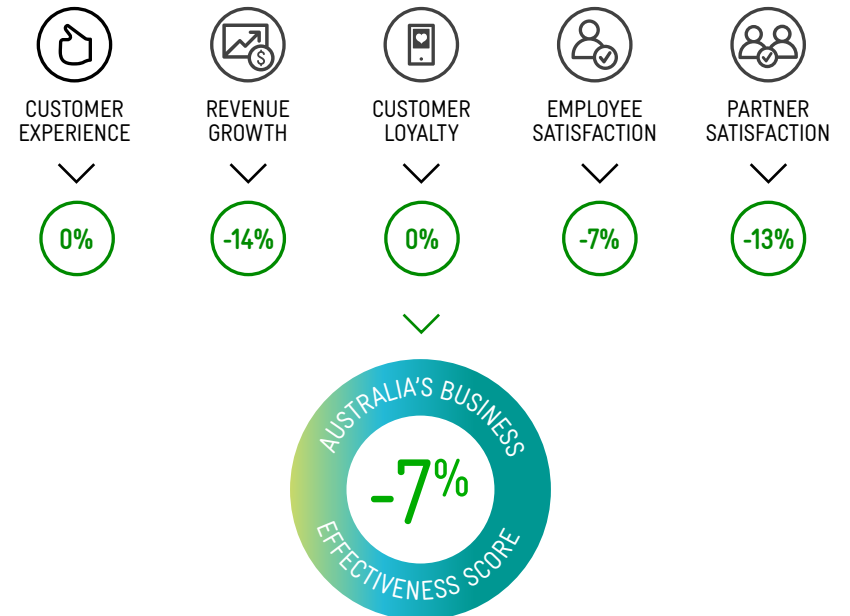 $
CUSTOMER
EXPERIENCE
REVENUE
GROWTH
CUSTOMER
LOYALTY
EMPLOYEE
SATISFACTION
PARTNER
SATISFACTION
0%
-14%
0%
-7%
-13%
AUSTRALIA'S BUSINESS
-7%
EFFECTIVENESS SCORE